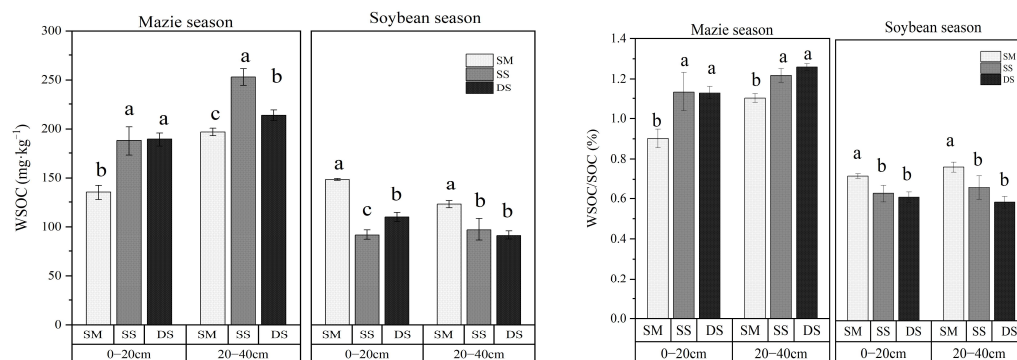 Mazie season
Soybean season
300
250
200
150
100
50
0
WSOC (mg·kg⁻¹)
b
a
a
c
a
b
a
c
b
a
b
b
SM
SS
DS
SM SS DS SM SS DS
SM SS DS SM SS DS
0−20cm 20−40cm
0−20cm 20−40cm
Mazie season
Soybean season
1.4
1.2
1.0
0.8
0.6
0.4
0.2
0.0
WSOC/SOC (%)
b
a
a
b
a
a
a
b
b
a
b
b
SM
SS
DS
SM SS DS SM SS DS
SM SS DS SM SS DS
0−20cm 20−40cm
0−20cm 20−40cm